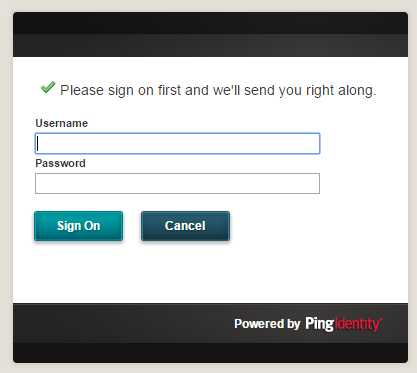 Please sign on first and we'll send you right along.
Username
Password
Sign On
Cancel
Powered by PingIdentity